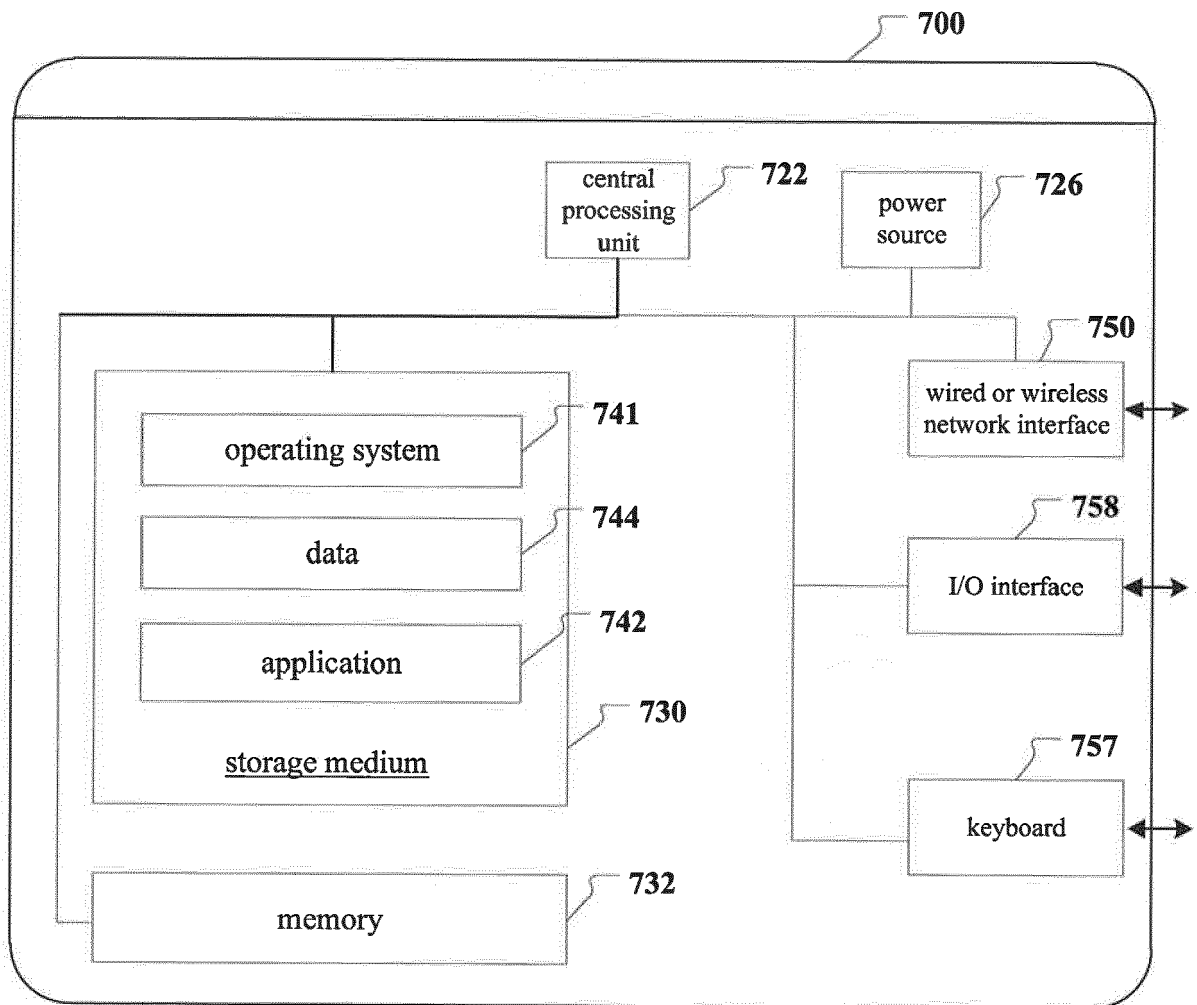 700
central
processing
unit
722
power
source
726
750
wired or wireless
network interface
741
operating system
744
data
758
I/O interface
742
application
730
storage medium
757
keyboard
732
memory